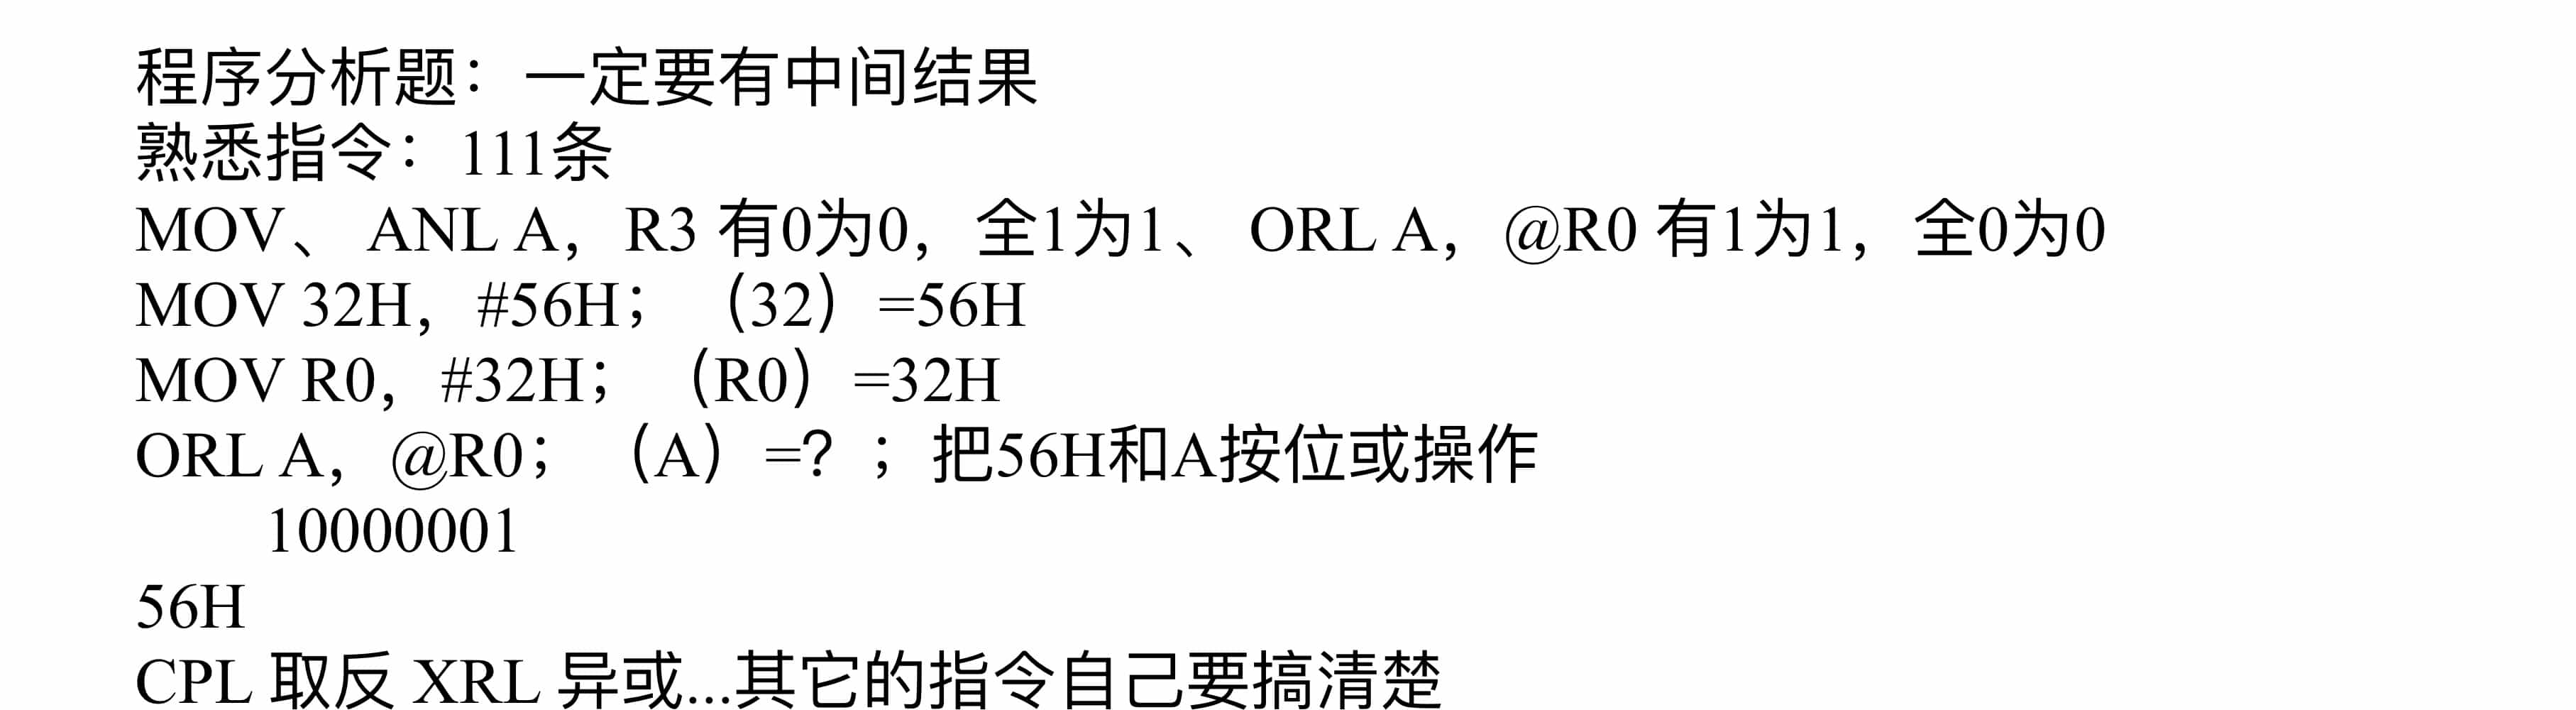 程序分析题：一定要有中间结果
熟悉指令：111条
MOV、 ANL A，R3 有0为0，全1为1、 ORL A，@R0 有1为1，全0为0
MOV 32H，#56H；（32）=56H
MOV R0，#32H；（R0）=32H
ORL A，@R0；（A）=？；把56H和A按位或操作
10000001
56H
CPL 取反 XRL 异或...其它的指令自己要搞清楚